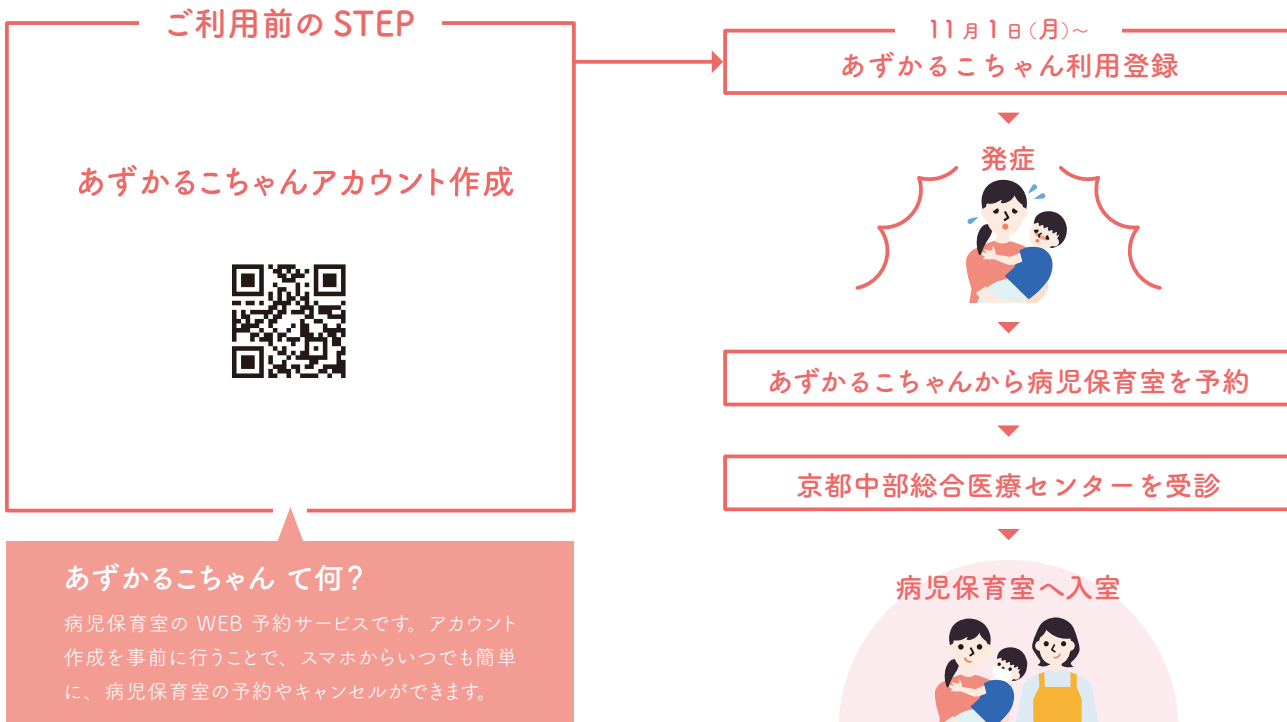 ご利用前の STEP
あずかるこちゃんアカウント作成
あずかるこちゃん て何？
病児保育室の WEB 予約サービスです。アカウント
作成を事前に行うことで、スマホからいつでも簡単
に、病児保育室の予約やキャンセルができます。
11月1日（月）〜
あずかるこちゃん利用登録
発症
あずかるこちゃんから病児保育室を予約
京都中部総合医療センターを受診
病児保育室へ入室